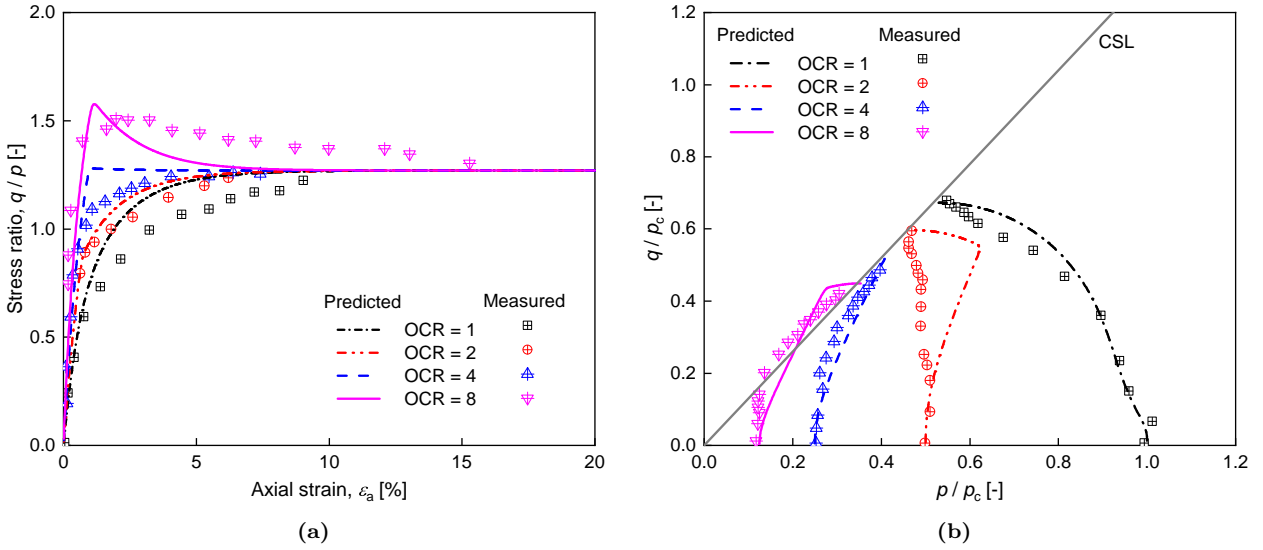 2.0
1.5
1.0
0.5
0.0
Stress ratio, q / p [-]
Predicted Measured
OCR = 1
OCR = 2
OCR = 4
OCR = 8
0 5 10 15 20
Axial strain, εa [%]
(a)
1.2
1.0
0.8
0.6
0.4
0.2
0.0
q / pc [-]
Predicted Measured
OCR = 1
OCR = 2
OCR = 4
OCR = 8
CSL
0.0 0.2 0.4 0.6 0.8 1.0 1.2
p / pc [-]
(b)